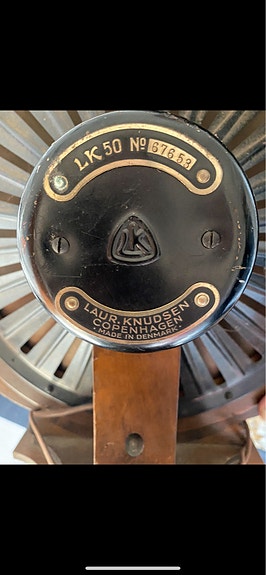 LK 50 Nº 67653
LK
LAUR. KNUDSEN
COPENHAGEN
· MADE IN DENMARK ·